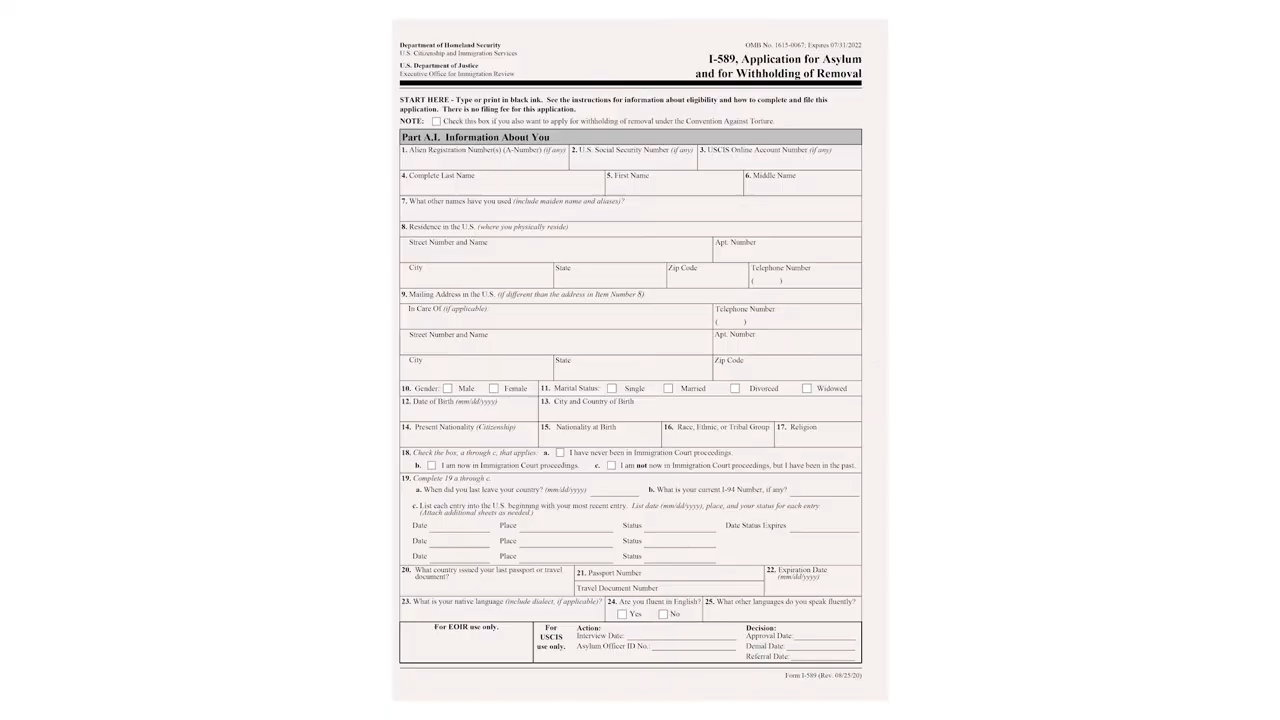 Department of Homeland Security
U.S. Citizenship and Immigration Services
U.S. Department of Justice
Executive Office for Immigration Review
OMB No. 1615-0067; Expires 07/31/2022
I-589, Application for Asylum
and for Withholding of Removal
START HERE - Type or print in black ink. See the instructions for information about eligibility and how to complete and file this
application. There is no filing fee for this application.
NOTE: Check this box if you also want to apply for withholding of removal under the Convention Against Torture.
Part A.I. Information About You
1. Alien Registration Number(s) (A-Number) (if any) 2. U.S. Social Security Number (if any) 3. USCIS Online Account Number (if any)
4. Complete Last Name 5. First Name 6. Middle Name
7. What other names have you used (include maiden name and aliases)?
8. Residence in the U.S. (where you physically reside)
Street Number and Name Apt. Number
City State Zip Code Telephone Number
( )
9. Mailing Address in the U.S. (if different than the address in Item Number 8)
In Care Of (if applicable): Telephone Number
( )
Street Number and Name Apt. Number
City State Zip Code
10. Gender: Male Female 11. Marital Status: Single Married Divorced Widowed
12. Date of Birth (mm/dd/yyyy) 13. City and Country of Birth
14. Present Nationality (Citizenship) 15. Nationality at Birth 16. Race, Ethnic, or Tribal Group 17. Religion
18. Check the box, a through c, that applies: a. I have never been in Immigration Court proceedings.
b. I am now in Immigration Court proceedings. c. I am not now in Immigration Court proceedings, but I have been in the past.
19. Complete 19 a through c.
a. When did you last leave your country? (mm/dd/yyyy) b. What is your current I-94 Number, if any?
c. List each entry into the U.S. beginning with your most recent entry. List date (mm/dd/yyyy), place, and your status for each entry.
(Attach additional sheets as needed.)
Date Place Status Date Status Expires
Date Place Status
Date Place Status
20. What country issued your last passport or travel
document?
21. Passport Number
Travel Document Number
22. Expiration Date
(mm/dd/yyyy)
23. What is your native language (include dialect, if applicable)? 24. Are you fluent in English? 25. What other languages do you speak fluently?
Yes No
For EOIR use only.
For
USCIS
use only.
Action:
Interview Date:
Asylum Officer ID No.:
Decision:
Approval Date:
Denial Date:
Referral Date:
Form I-589 (Rev. 08/25/20)